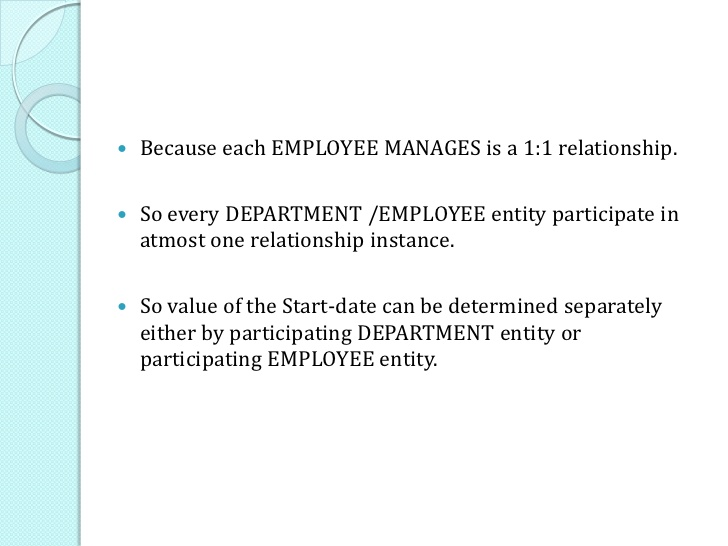 • Because each EMPLOYEE MANAGES is a 1:1 relationship.
• So every DEPARTMENT /EMPLOYEE entity participate in
atmost one relationship instance.
• So value of the Start-date can be determined separately
either by participating DEPARTMENT entity or
participating EMPLOYEE entity.